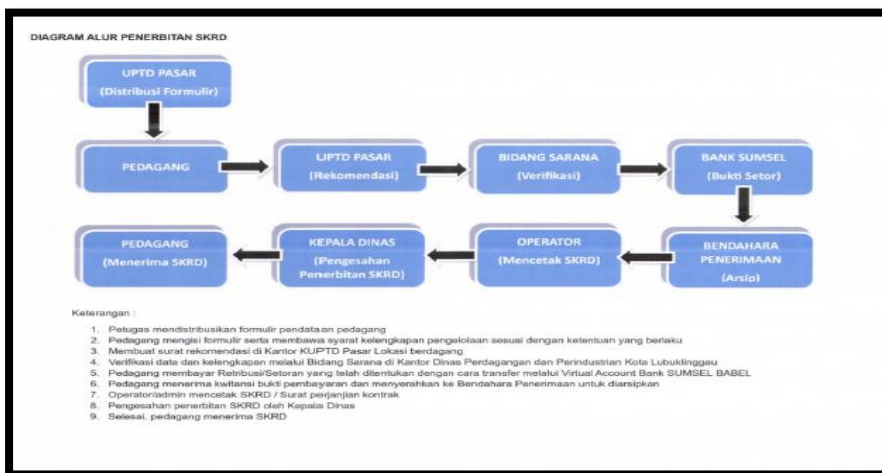 DIAGRAM ALUR PENERBITAN SKRD
UPTD PASAR
(Distribusi Formulir)
PEDAGANG
UPTD PASAR
(Rekomendasi)
BIDANG SARANA
(Verifikasi)
BANK SUMSEL
(Bukti Setor)
PEDAGANG
(Menerima SKRD)
KEPALA DINAS
(Pengesahan
Penerbitan SKRD)
OPERATOR
(Mencetak SKRD)
BENDAHARA
PENERIMAAN
(Arsip)
Keterangan :
1. Petugas mendistribusikan formulir pendataan pedagang
2. Pedagang mengisi formulir serta membawa syarat kelengkapan pengelolaan sesuai dengan ketentuan yang berlaku
3. Membuat surat rekomendasi di Kantor KUPTD Pasar Lokasi berdagang
4. Verifikasi data dan kelengkapan melalui Bidang Sarana di Kantor Dinas Perdagangan dan Perindustrian Kota Lubuklinggau
5. Pedagang membayar Retribusi/Setoran yang telah ditentukan dengan cara transfer melalui Virtual Account Bank SUMSEL BABEL
6. Pedagang menerima kwitansi bukti pembayaran dan menyerahkan ke Bendahara Penerimaan untuk diarsipkan
7. Operator/admin mencetak SKRD / Surat perjanjian kontrak
8. Pengesahan penerbitan SKRD oleh Kepala Dinas
9. Selesai, pedagang menerima SKRD